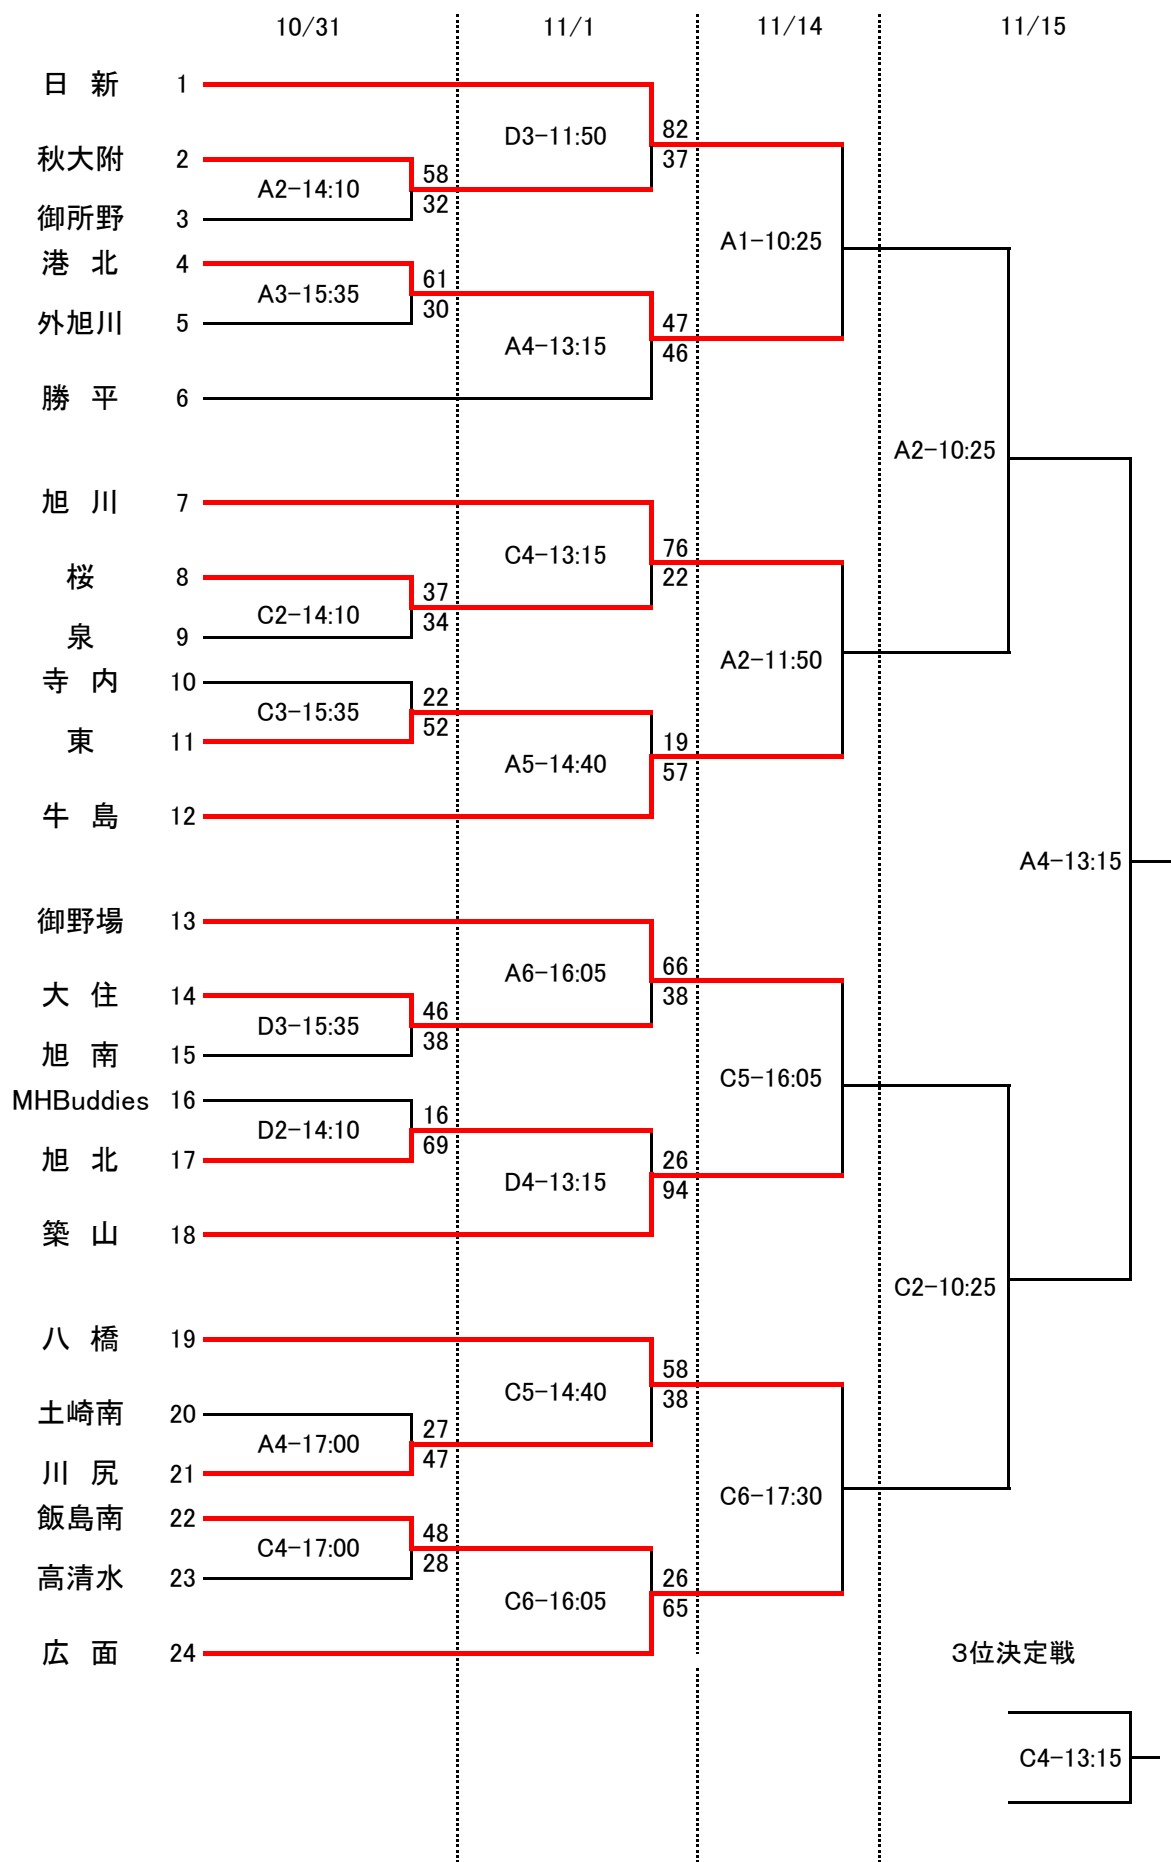 10/31 11/1 11/14 11/15
日 新 1
D3-11:50
82
37
秋大附 2
A2-14:10
58
32
御所野 3
A1-10:25
港 北 4
A3-15:35
61
30
外旭川 5
A4-13:15
47
46
勝 平 6
A2-10:25
旭 川 7
C4-13:15
76
22
桜 8
C2-14:10
37
34
泉 9
A2-11:50
寺 内 10
C3-15:35
22
52
東 11
A5-14:40
19
57
牛 島 12
A4-13:15
御野場 13
A6-16:05
66
38
大 住 14
D3-15:35
46
38
旭 南 15
C5-16:05
MHBuddies 16
D2-14:10
16
69
旭 北 17
D4-13:15
26
94
築 山 18
C2-10:25
八 橋 19
C5-14:40
58
38
土崎南 20
A4-17:00
27
47
川 尻 21
C6-17:30
飯島南 22
C4-17:00
48
28
高清水 23
C6-16:05
26
65
広 面 24
３位決定戦
C4-13:15